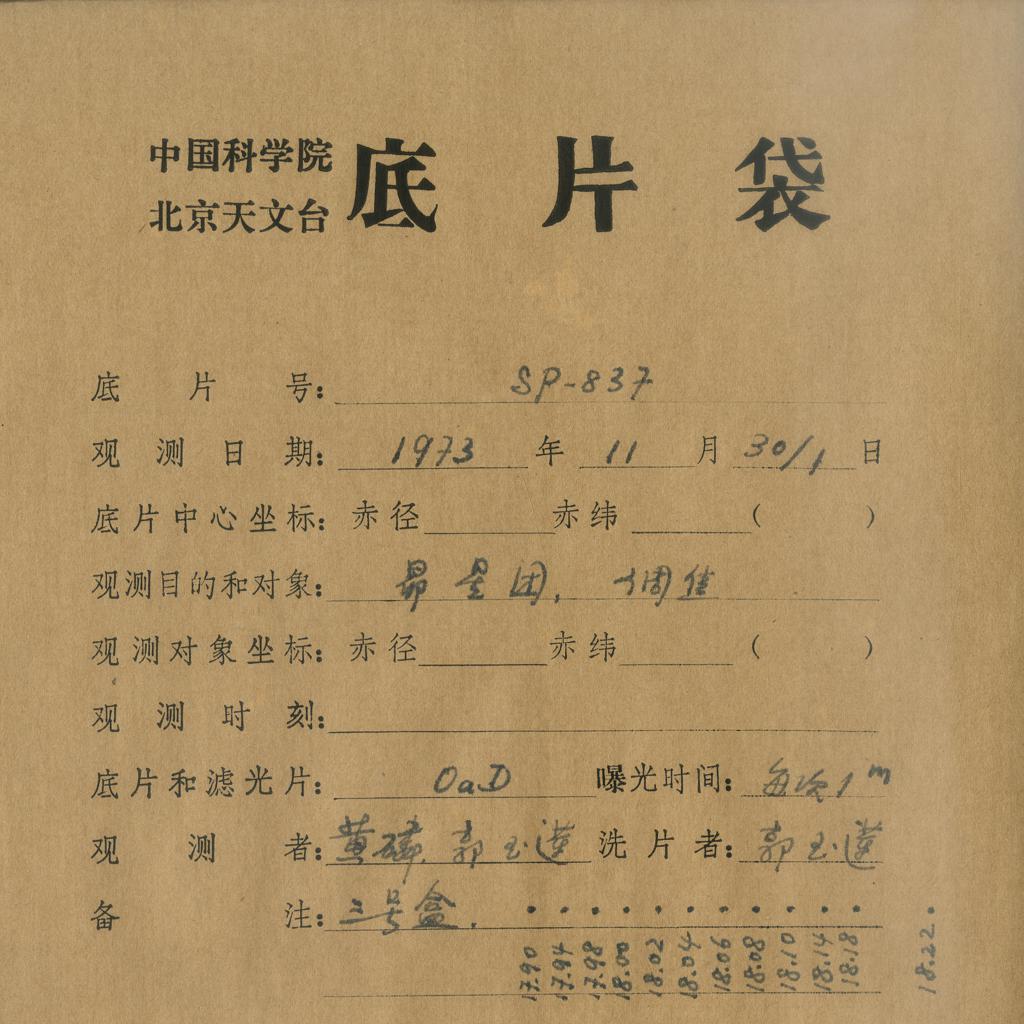 中国科学院
北京天文台
底片袋
底片号: SP-837
观测日期: 1973 年 11 月 30/1 日
底片中心坐标: 赤径 赤纬 ( )
观测目的和对象: 昴星团. 调焦
观测对象坐标: 赤径 赤纬 ( )
观测时刻:
底片和滤光片: OaD 曝光时间: 每次1m
观测者: 黄磷 郭玉莲 洗片者: 郭玉莲
备注: 三号盒.
17.90 17.94 17.98 18.00 18.02 18.04 18.06 18.08 18.10 18.14 18.18 18.22